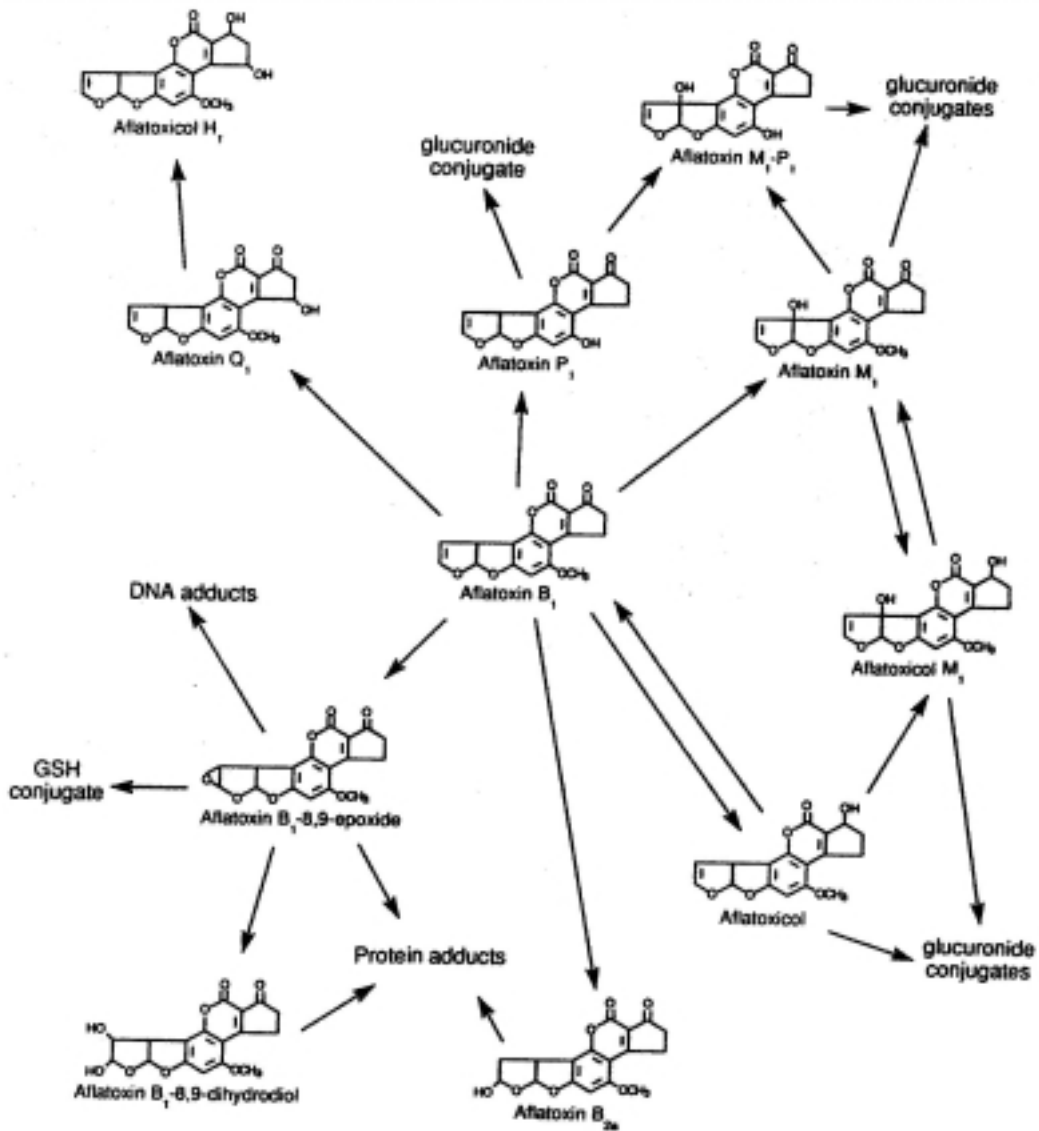 Aflatoxicol H1
glucuronide
conjugate
Aflatoxin M1-P1
glucuronide
conjugates
Aflatoxin Q1
Aflatoxin P1
Aflatoxin M1
Aflatoxin B1
DNA adducts
Aflatoxicol M1
GSH
conjugate
Aflatoxin B1-8,9-epoxide
Aflatoxicol
Protein adducts
glucuronide
conjugates
Aflatoxin B1-8,9-dihydrodiol
Aflatoxin B2a
O
OH
O
OH
O
O
OCH3
O
O
O
OH
O
O
OH
O
O
O
O
O
OH
O
O
OCH3
O
O
O
O
O
OH
O
O
O
OH
O
O
OCH3
O
O
O
O
O
OCH3
O
OH
O
OH
O
O
OCH3
O
O
O
O
O
O
OCH3
O
OH
O
O
O
OCH3
O
O
O
HO
HO
O
O
OCH3
O
O
O
HO
O
O
OCH3